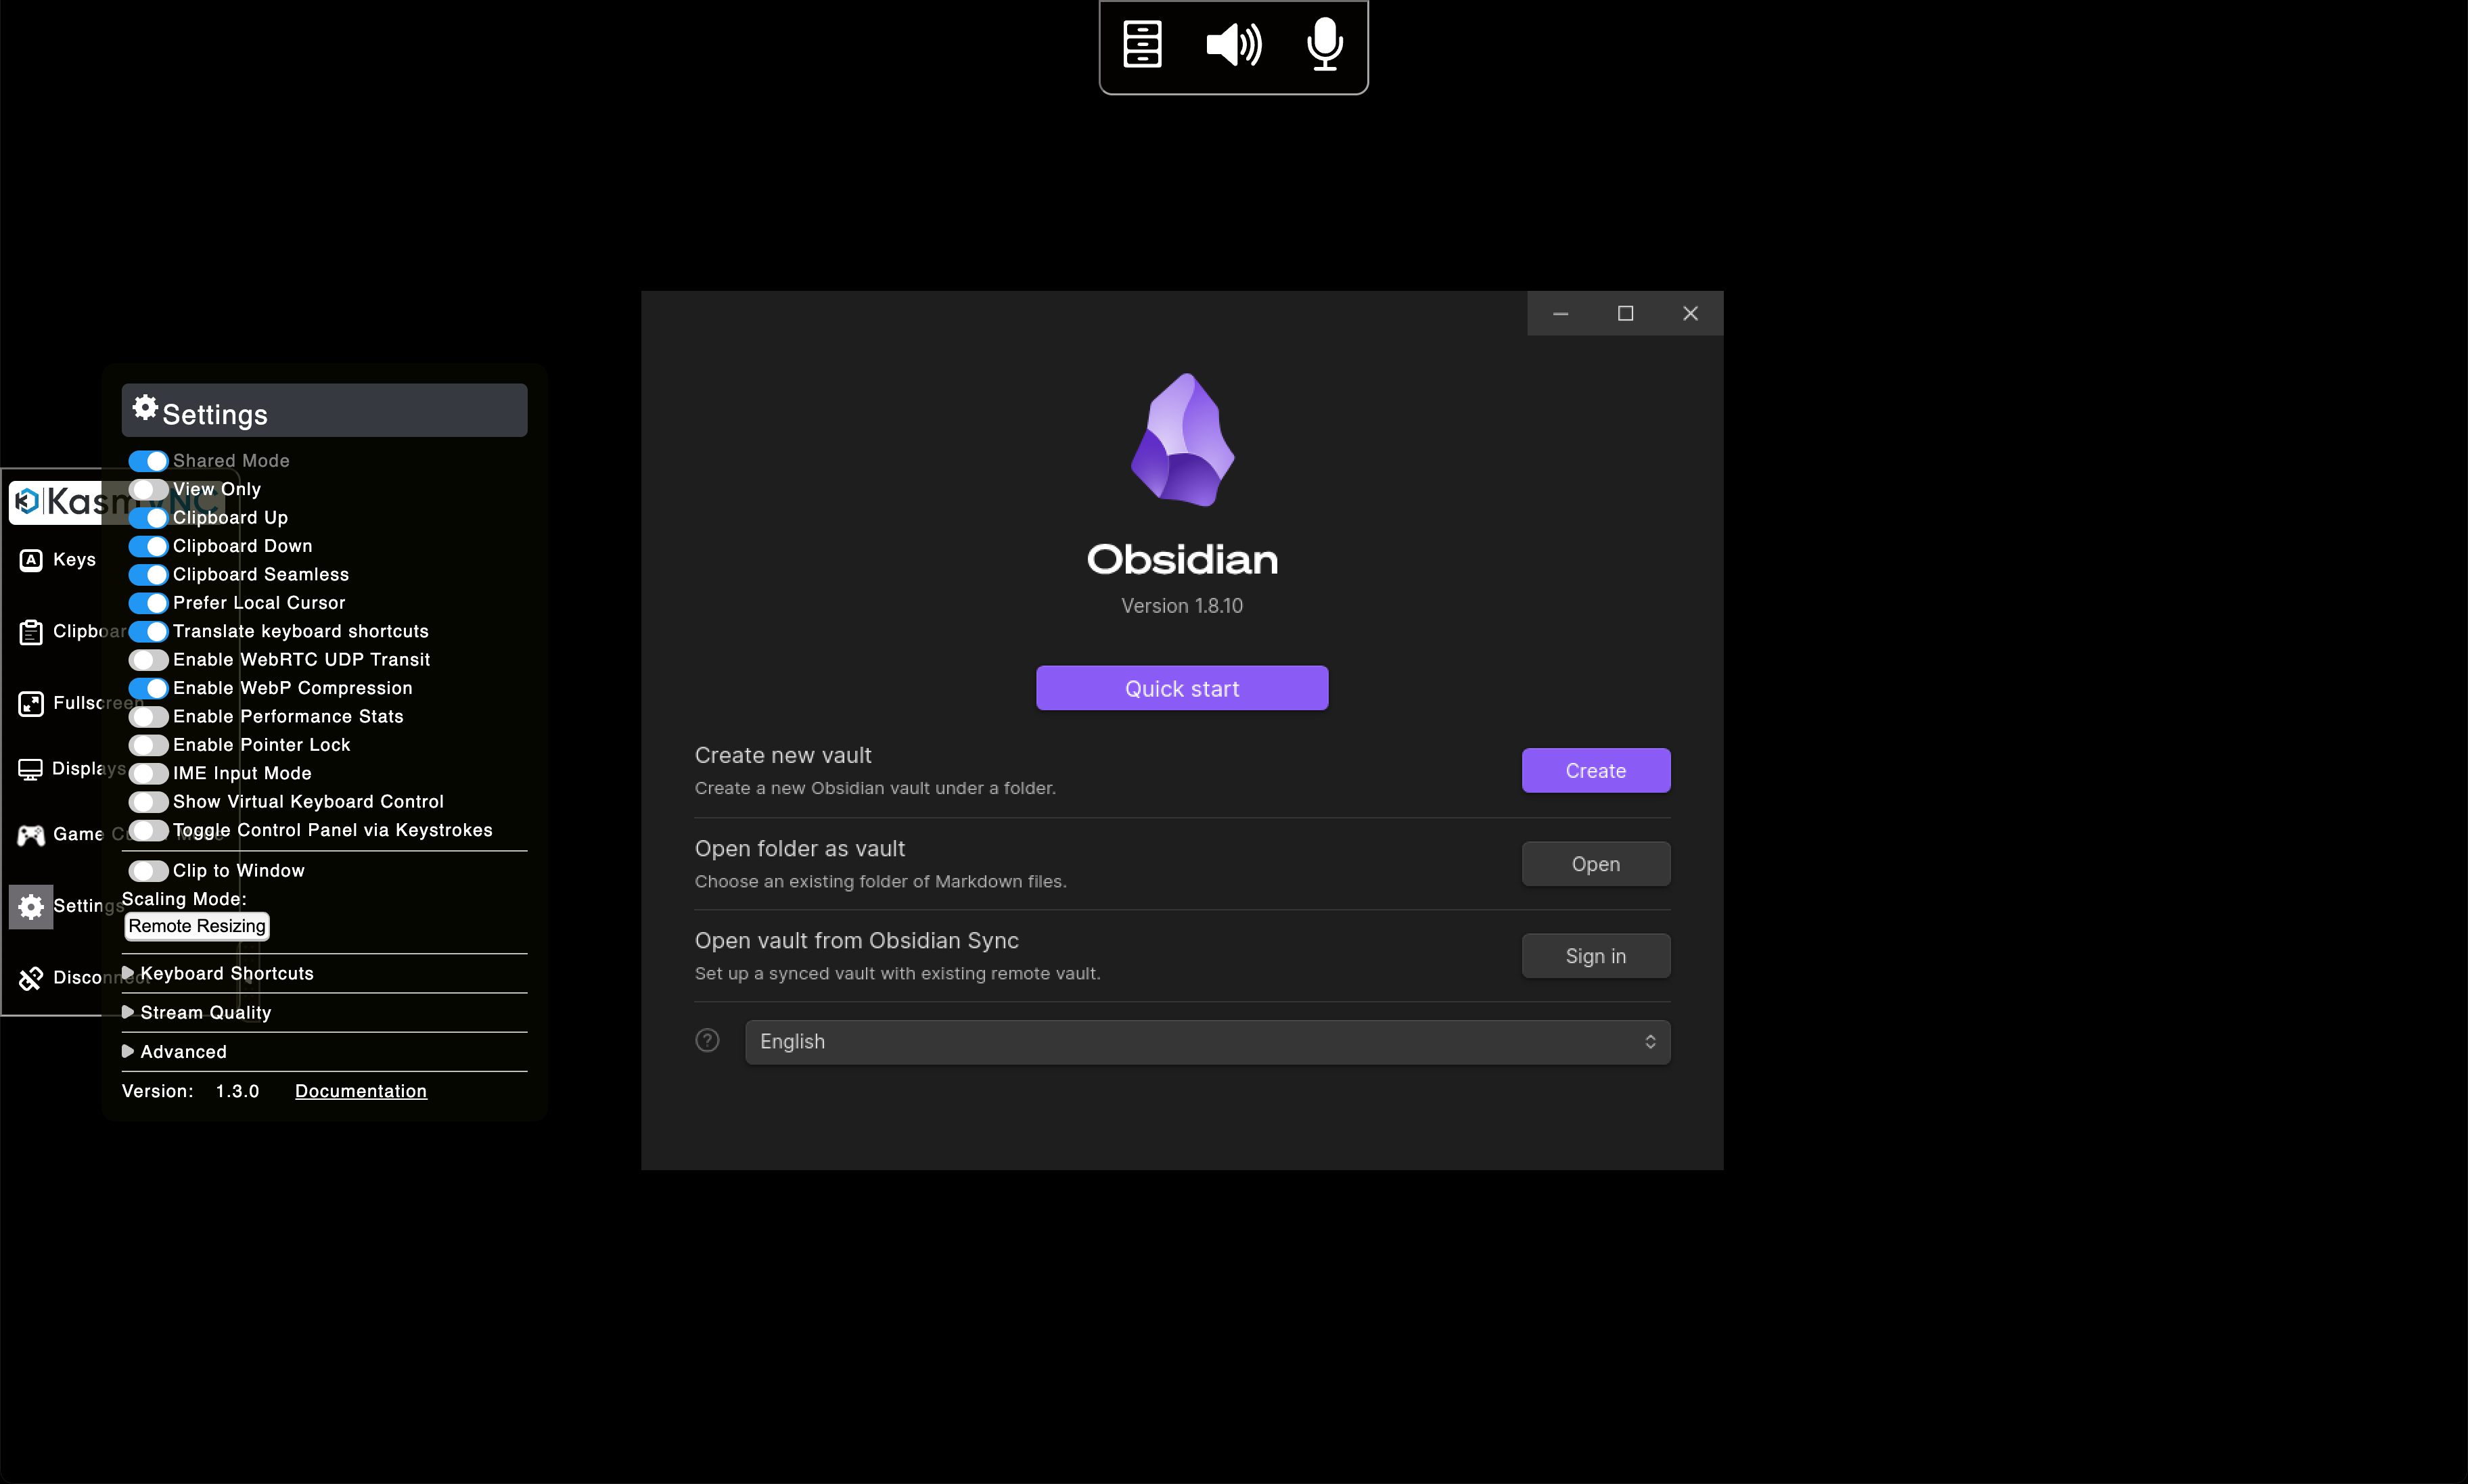 Settings
Shared Mode
View Only
KasmVNC
Clipboard Up
Clipboard Down
Clipboard Seamless
Keys
Prefer Local Cursor
Clipboard
Translate keyboard shortcuts
Enable WebRTC UDP Transit
Enable WebP Compression
Fullscreen
Enable Performance Stats
Enable Pointer Lock
Displays
IME Input Mode
Show Virtual Keyboard Control
Game
Toggle Control Panel via Keystrokes
Clip to Window
Scaling Mode:
Settings
Remote Resizing
Disconnect
Keyboard Shortcuts
Stream Quality
Advanced
Version: 1.3.0 Documentation
Obsidian
Version 1.8.10
Quick start
Create new vault
Create a new Obsidian vault under a folder.
Create
Open folder as vault
Choose an existing folder of Markdown files.
Open
Open vault from Obsidian Sync
Set up a synced vault with existing remote vault.
Sign in
English